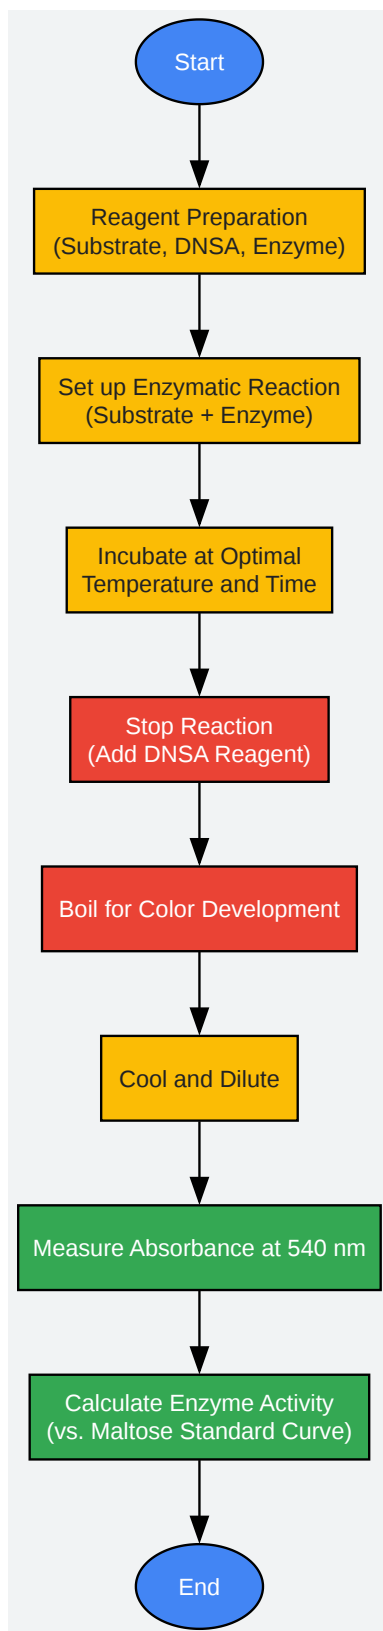 Start
Reagent Preparation
(Substrate, DNSA, Enzyme)
Set up Enzymatic Reaction
(Substrate + Enzyme)
Incubate at Optimal
Temperature and Time
Stop Reaction
(Add DNSA Reagent)
Boil for Color Development
Cool and Dilute
Measure Absorbance at 540 nm
Calculate Enzyme Activity
(vs. Maltose Standard Curve)
End